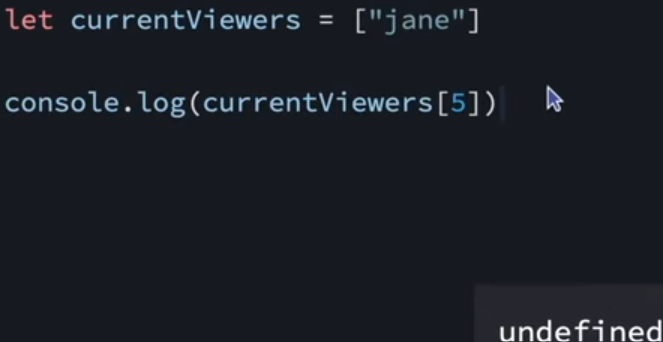 let currentViewers = ["jane"]
console.log(currentViewers[5])
undefined